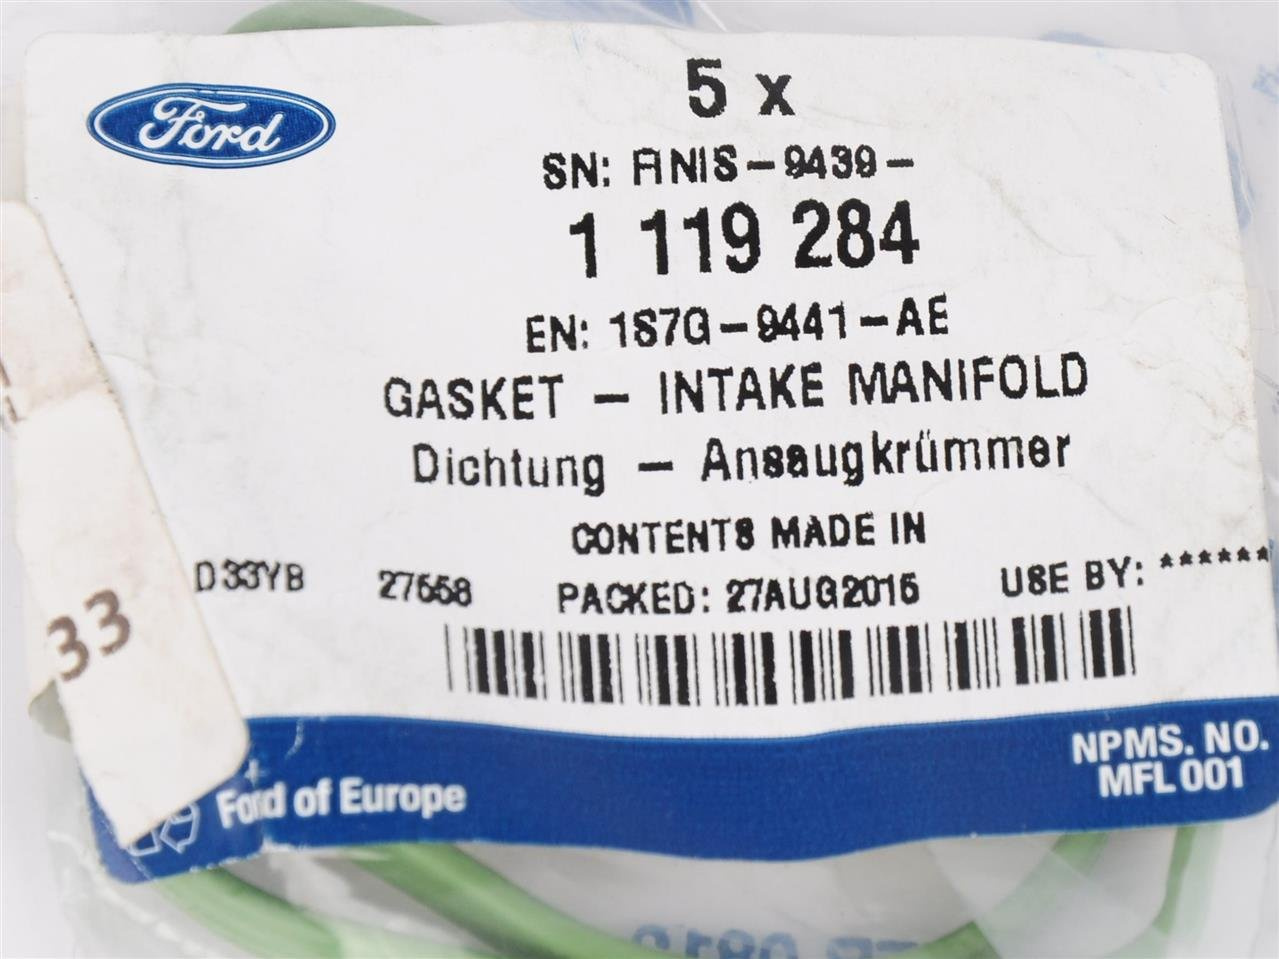 Ford
5 x
SN: FINIS-9439-
1 119 284
EN: 1S7G-9441-AE
GASKET - INTAKE MANIFOLD
Dichtung - Ansaugkrümmer
CONTENTS MADE IN
D33YB 27558 PACKED: 27AUG2015 USE BY: ******
33
NPMS. NO.
MFL 001
Ford of Europe